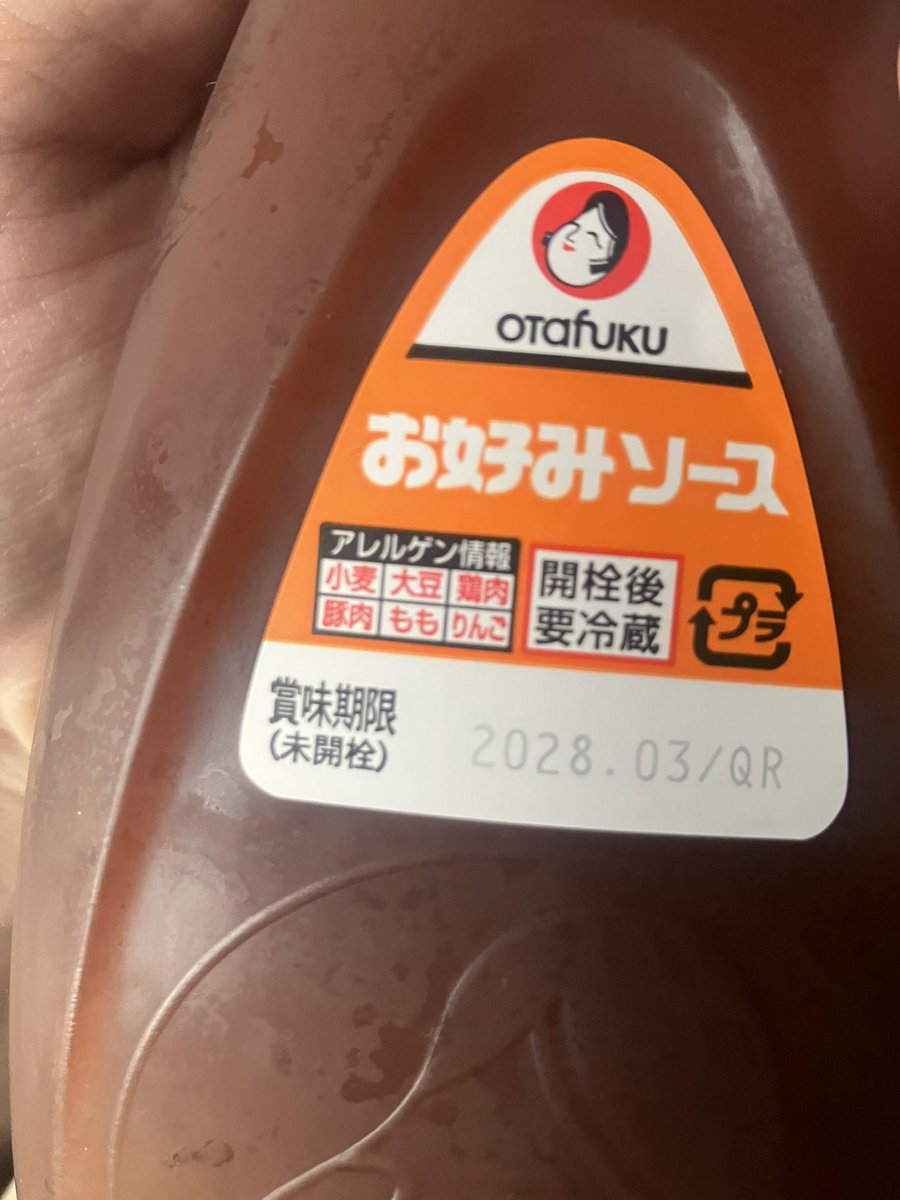 OTafUKU
お好みソース
アレルゲン情報
小麦 大豆 鶏肉
豚肉 もも りんご
開栓後
要冷蔵
プラ
賞味期限
(未開栓)
2028.03/QR